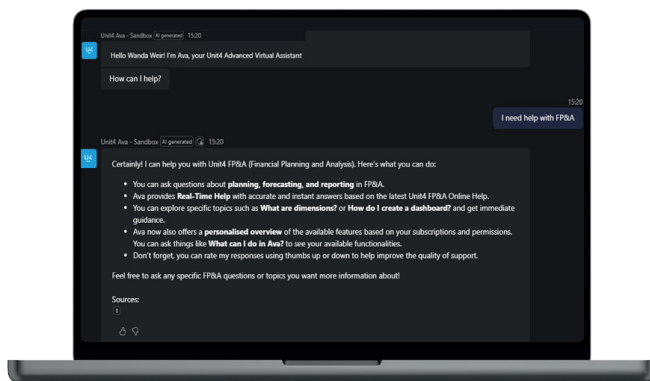 Unit4 Ava - Sandbox AI generated 15:20
Hello Wanda Weir! I'm Ava, your Unit4 Advanced Virtual Assistant
How can I help?
15:20
I need help with FP&A
Unit4 Ava - Sandbox AI generated 15:20
Certainly! I can help you with Unit4 FP&A (Financial Planning and Analysis). Here's what you can do:
• You can ask questions about planning, forecasting, and reporting in FP&A.
• Ava provides Real-Time Help with accurate and instant answers based on the latest Unit4 FP&A Online Help.
• You can explore specific topics such as What are dimensions? or How do I create a dashboard? and get immediate
guidance.
• Ava now also offers a personalised overview of the available features based on your subscriptions and permissions.
You can ask things like What can I do in Ava? to see your available functionalities.
• Don't forget, you can rate my responses using thumbs up or down to help improve the quality of support.
Feel free to ask any specific FP&A questions or topics you want more information about!
Sources:
1